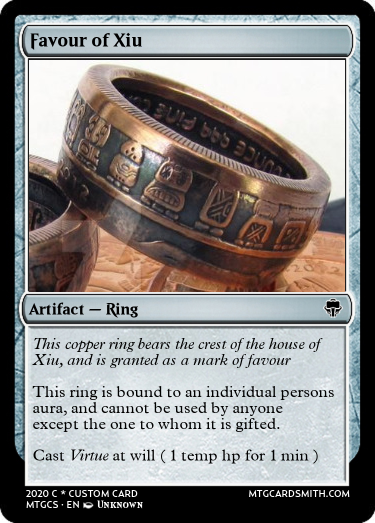 Favour of Xiu
Artifact — Ring
This copper ring bears the crest of the house of
Xiu, and is granted as a mark of favour
This ring is bound to an individual persons
aura, and cannot be used by anyone
except the one to whom it is gifted.
Cast Virtue at will ( 1 temp hp for 1 min )
2020 C * CUSTOM CARD
MTGCARDSMITH.COM
MTGCS · EN Unknown